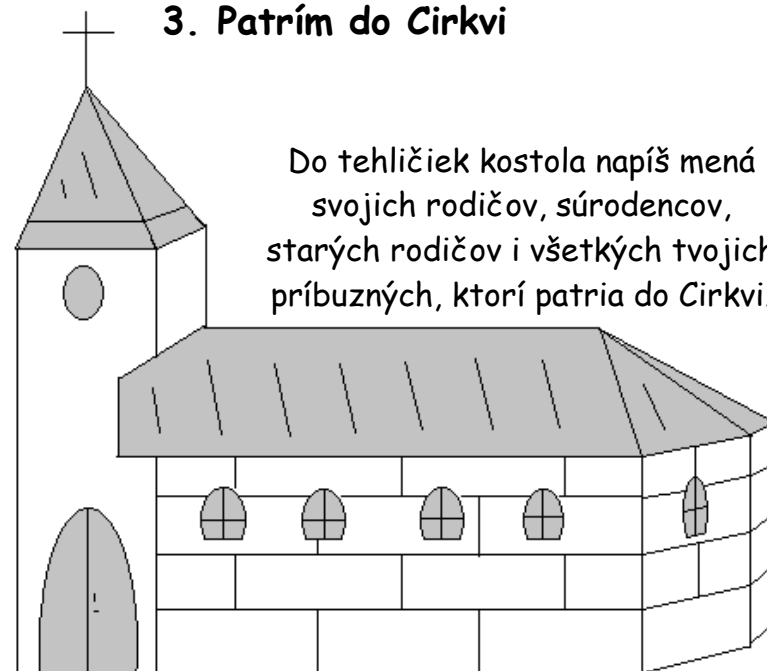 3. Patrím do Cirkvi
Do tehličiek kostola napíš mená
svojich rodičov, súrodencov,
starých rodičov i všetkých tvojich
príbuzných, ktorí patria do Cirkvi.